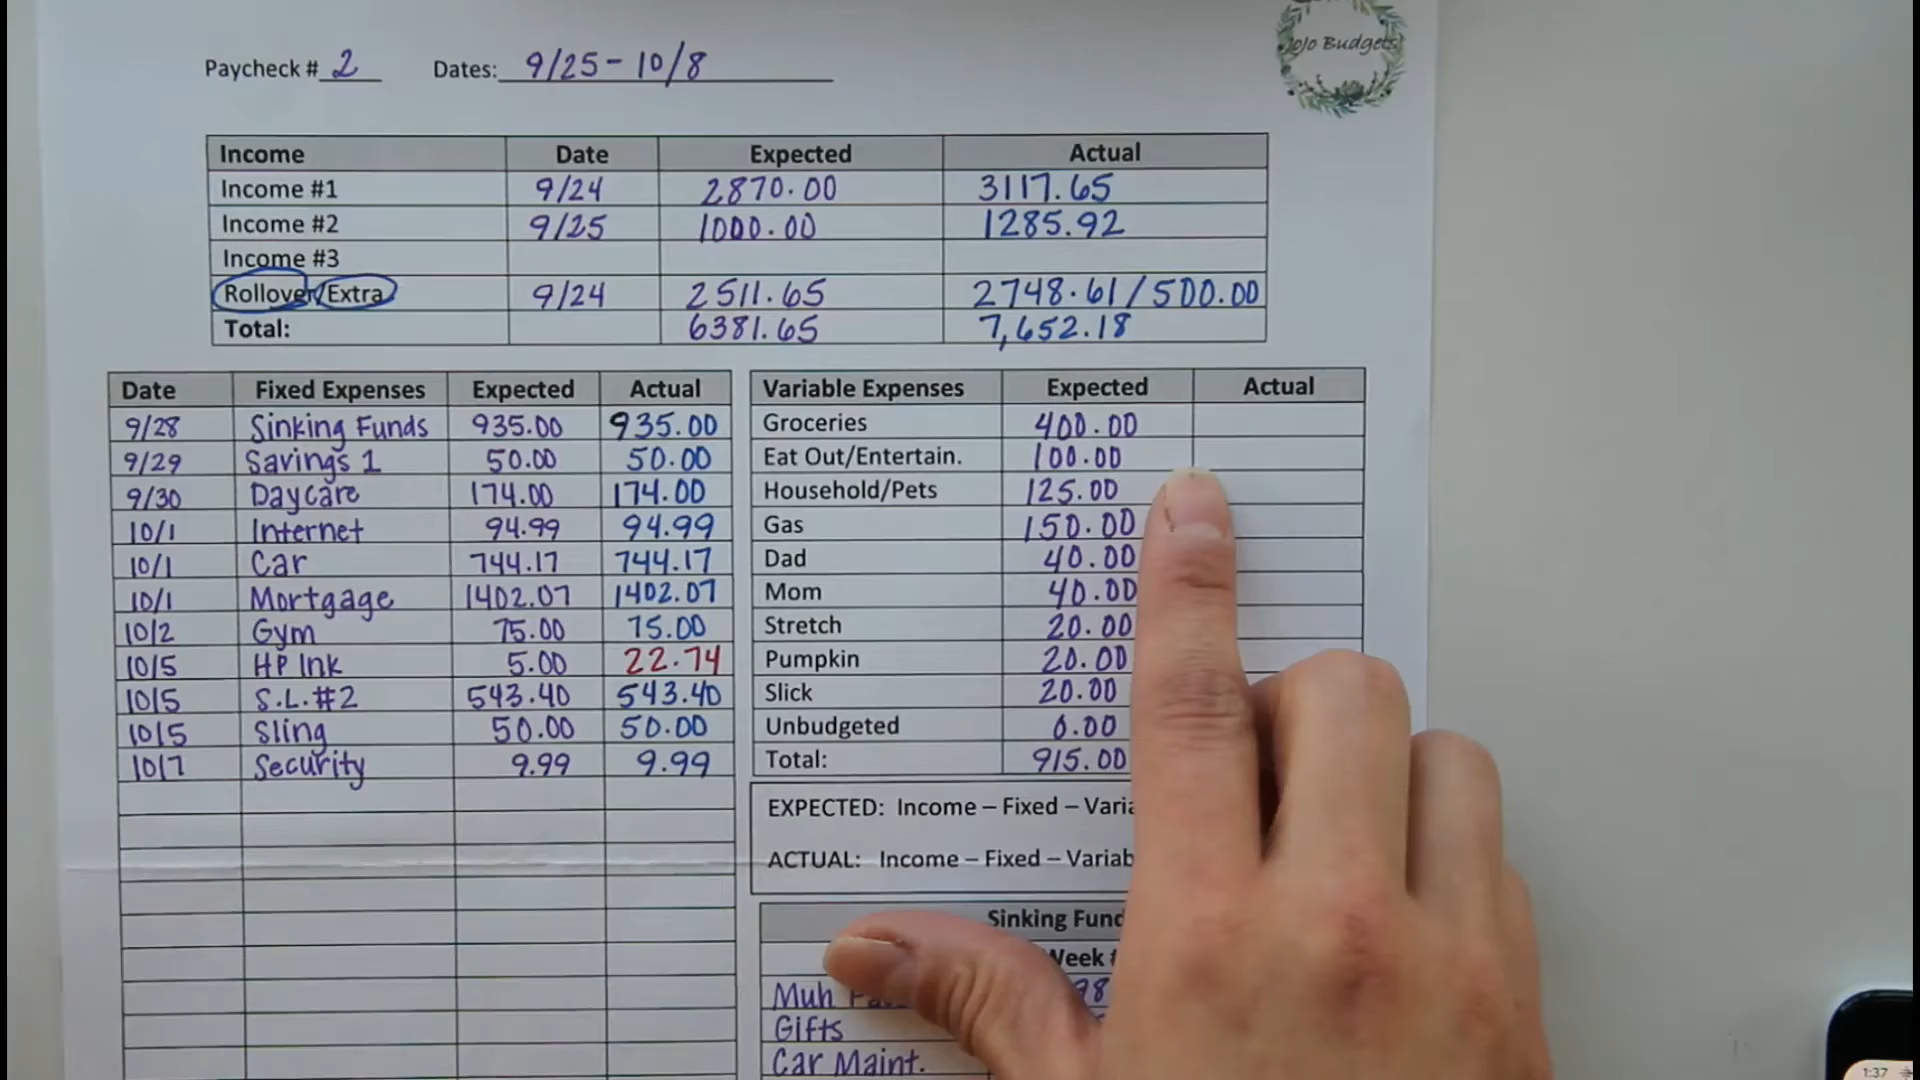 JoJo Budgets
Paycheck # 2 Dates: 9/25 - 10/8
Income Date Expected Actual
Income #1 9/24 2870.00 3117.65
Income #2 9/25 1000.00 1285.92
Income #3
Rollover/Extra 9/24 2511.65 2748.61/500.00
Total: 6381.65 7,652.18
Date Fixed Expenses Expected Actual
9/28 Sinking Funds 935.00 935.00
9/29 Savings 1 50.00 50.00
9/30 Daycare 174.00 174.00
10/1 Internet 94.99 94.99
10/1 Car 744.17 744.17
10/1 Mortgage 1402.07 1402.07
10/2 Gym 75.00 75.00
10/5 HP Ink 5.00 22.74
10/5 S.L.#2 543.40 543.40
10/5 Sling 50.00 50.00
10/7 Security 9.99 9.99
Variable Expenses Expected Actual
Groceries 400.00
Eat Out/Entertain. 100.00
Household/Pets 125.00
Gas 150.00
Dad 40.00
Mom 40.00
Stretch 20.00
Pumpkin 20.00
Slick 20.00
Unbudgeted 0.00
Total: 915.00
EXPECTED: Income – Fixed – Varia
ACTUAL: Income – Fixed – Variab
Sinking Fund
Week #
Muh
Gifts
Car Maint.
1:37